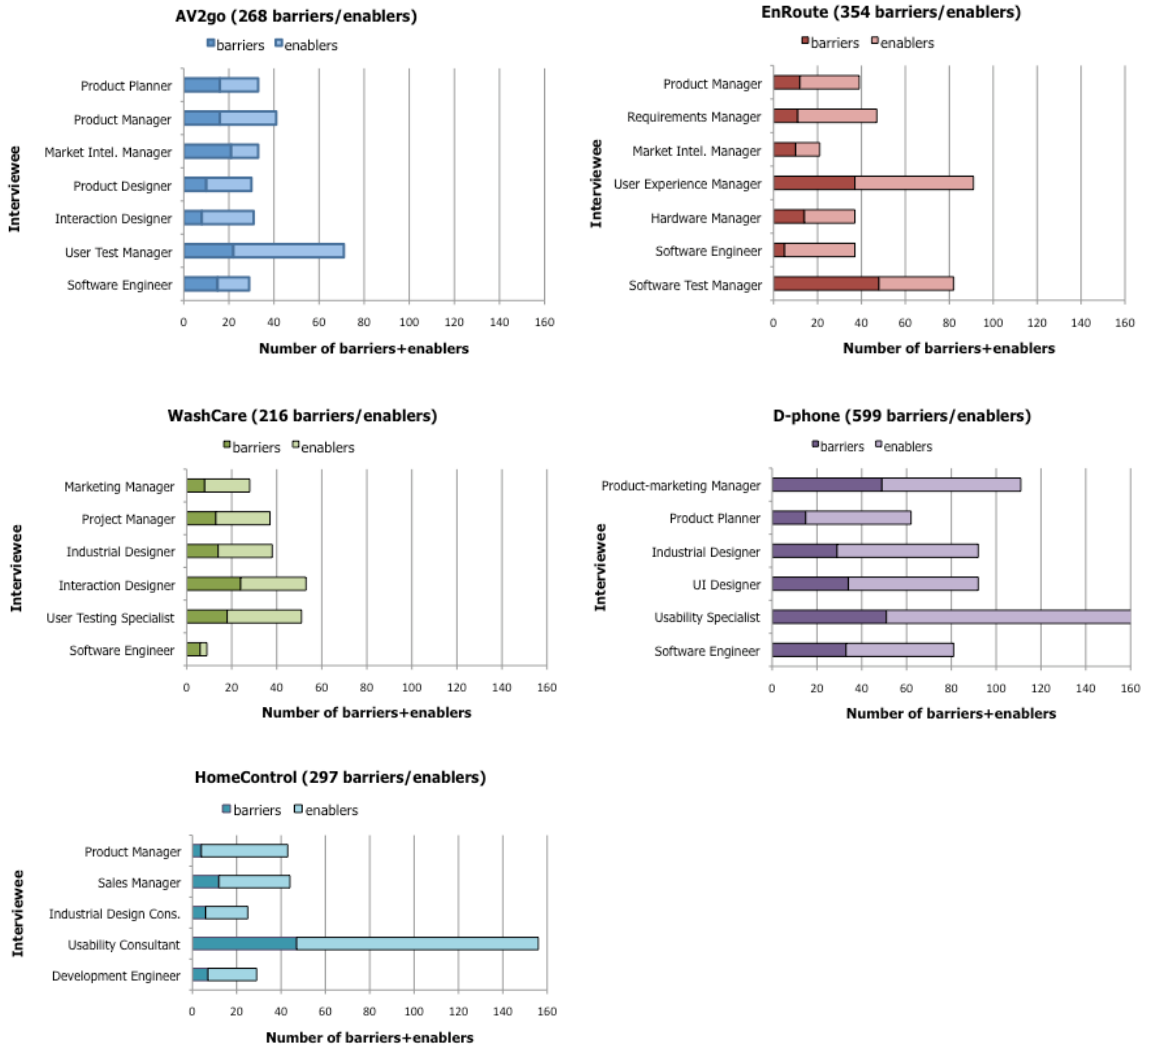 AV2go (268 barriers/enablers)
barriers enablers
Interviewee
Product Planner
Product Manager
Market Intel. Manager
Product Designer
Interaction Designer
User Test Manager
Software Engineer
0 20 40 60 80 100 120 140 160
Number of barriers+enablers
EnRoute (354 barriers/enablers)
barriers enablers
Interviewee
Product Manager
Requirements Manager
Market Intel. Manager
User Experience Manager
Hardware Manager
Software Engineer
Software Test Manager
0 20 40 60 80 100 120 140 160
Number of barriers+enablers
WashCare (216 barriers/enablers)
barriers enablers
Interviewee
Marketing Manager
Project Manager
Industrial Designer
Interaction Designer
User Testing Specialist
Software Engineer
0 20 40 60 80 100 120 140 160
Number of barriers+enablers
D-phone (599 barriers/enablers)
barriers enablers
Interviewee
Product-marketing Manager
Product Planner
Industrial Designer
UI Designer
Usability Specialist
Software Engineer
0 20 40 60 80 100 120 140 160
Number of barriers+enablers
HomeControl (297 barriers/enablers)
barriers enablers
Interviewee
Product Manager
Sales Manager
Industrial Design Cons.
Usability Consultant
Development Engineer
0 20 40 60 80 100 120 140 160
Number of barriers+enablers